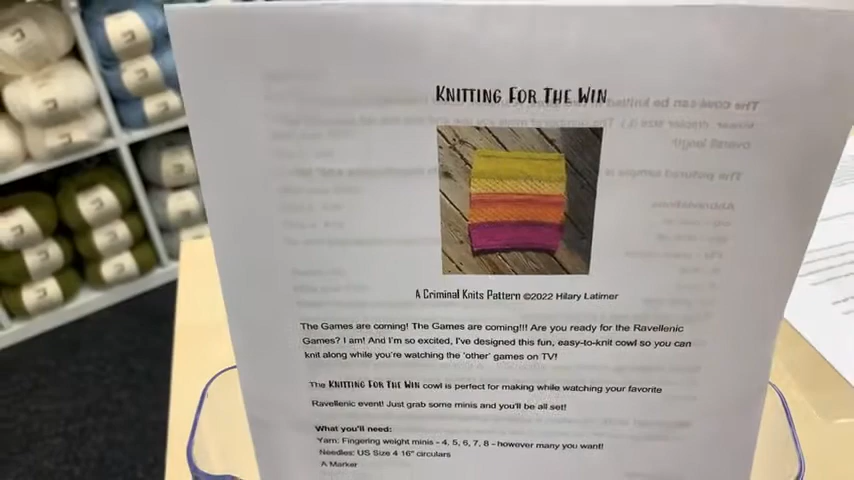 KNITTING FOR THE WIN
A Criminal Knits Pattern ©2022 Hilary Latimer
The Games are coming! The Games are coming!!! Are you ready for the Ravellenic
Games? I am! And I'm so excited, I've designed this fun, easy-to-knit cowl so you can
knit along while you're watching the 'other' games on TV!
The KNITTING FOR THE WIN cowl is perfect for making while watching your favorite
Ravellenic event! Just grab some minis and you'll be all set!
What you'll need:
Yarn: Fingering weight minis - 4, 5, 6, 7, 8 - however many you want!
Needles: US Size 4 16" circulars
A Marker